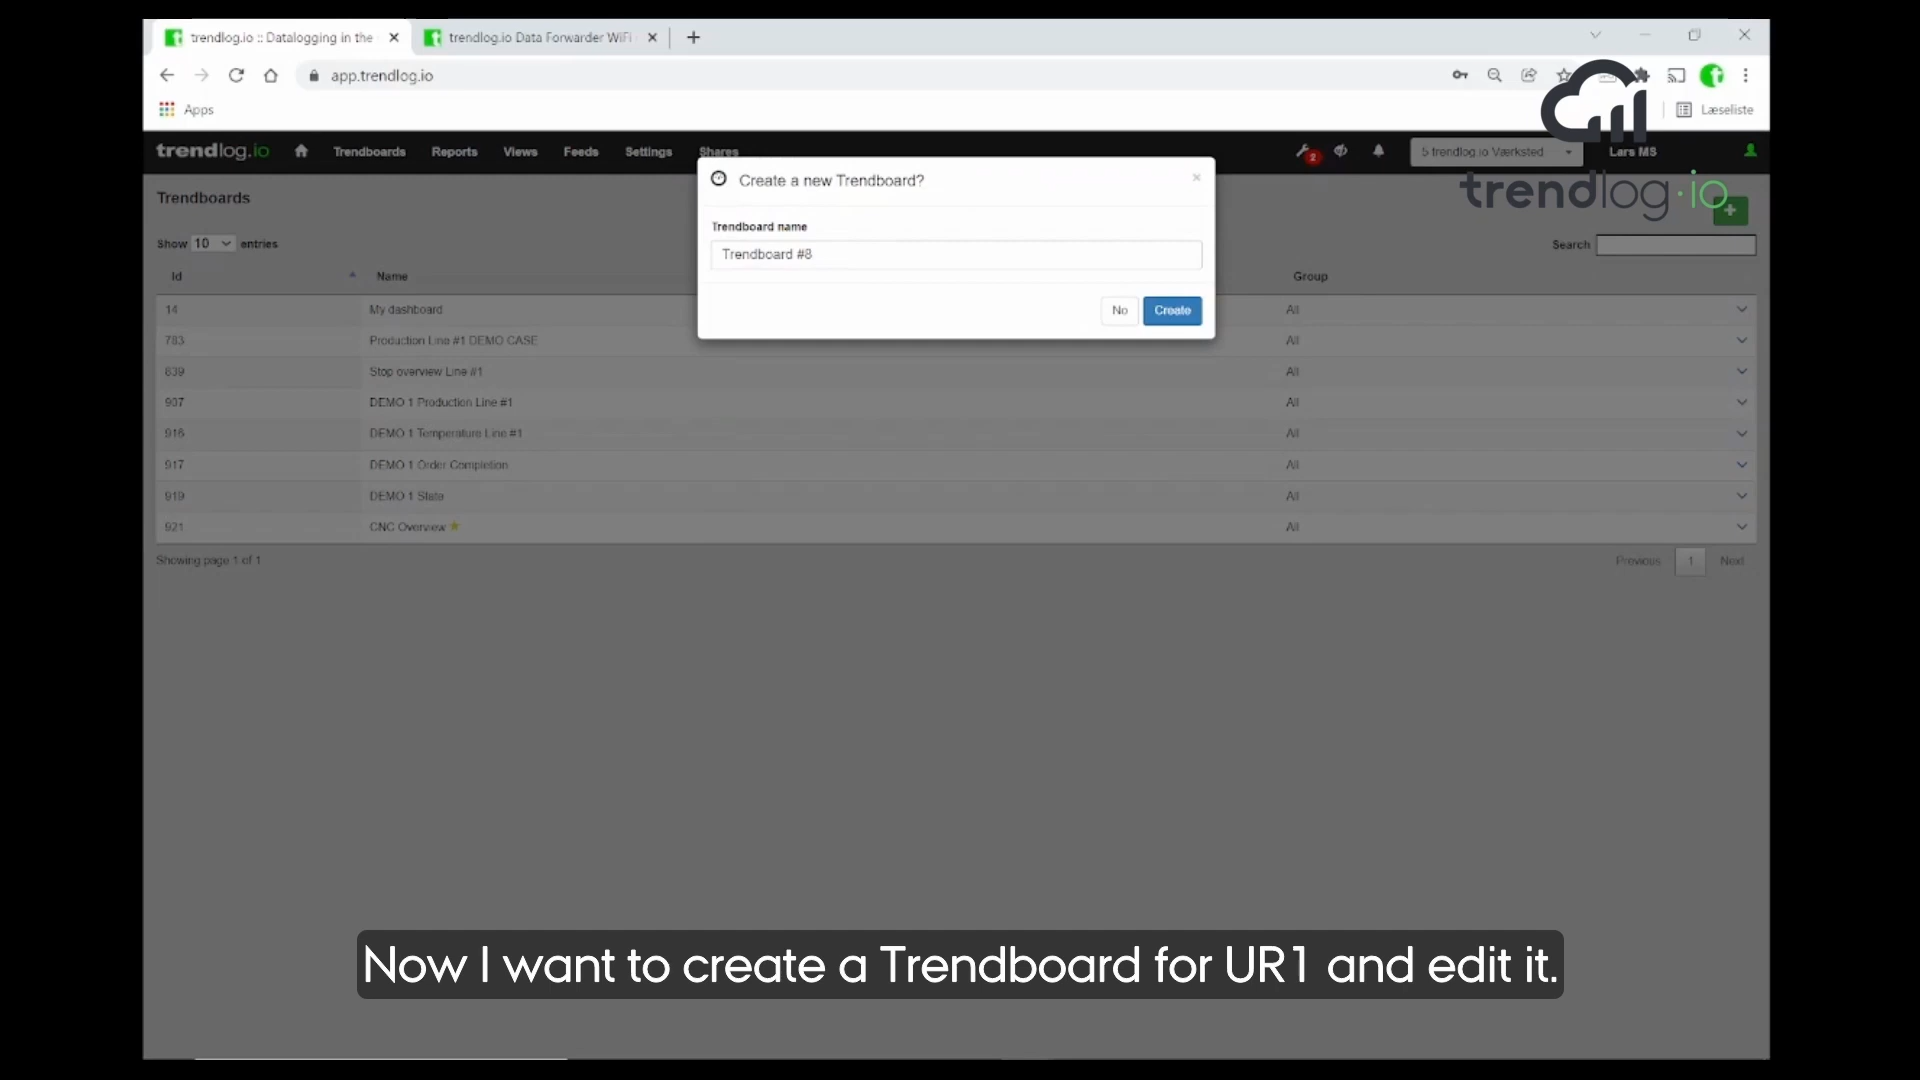 trendlog.io :: Datalogging in the
trendlog.io Data Forwarder WiFi
app.trendlog.io
Apps
Læseliste
trendlog.io
Trendboards
Reports
Views
Feeds
Settings
Shares
2
5 trendlog.io Værksted
Lars MS
trendlog.io
Trendboards
Create a new Trendboard?
Trendboard name
Trendboard #8
No
Create
Show 10 entries
Search
Id Name Group
14 My dashboard All
783 Production Line #1 DEMO CASE All
839 Stop overview Line #1 All
907 DEMO 1 Production Line #1 All
916 DEMO 1 Temperature Line #1 All
917 DEMO 1 Order Completion All
919 DEMO 1 State All
921 CNC Overview All
Showing page 1 of 1
Previous 1 Next
Now I want to create a Trendboard for UR1 and edit it.